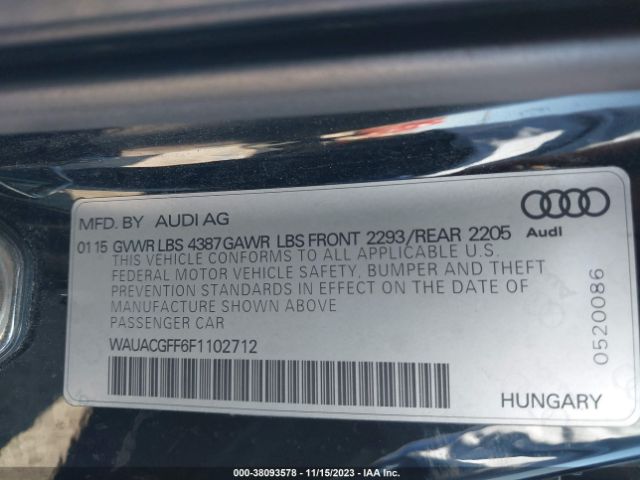 MFD. BY AUDI AG
0115 GVWR LBS 4387 GAWR LBS FRONT 2293/REAR 2205
THIS VEHICLE CONFORMS TO ALL APPLICABLE U.S.
FEDERAL MOTOR VEHICLE SAFETY, BUMPER AND THEFT
PREVENTION STANDARDS IN EFFECT ON THE DATE OF
MANUFACTURE SHOWN ABOVE
PASSENGER CAR
WAUACGFF6F1102712
Audi
0520086
HUNGARY
000-38093578 - 11/15/2023 - IAA Inc.